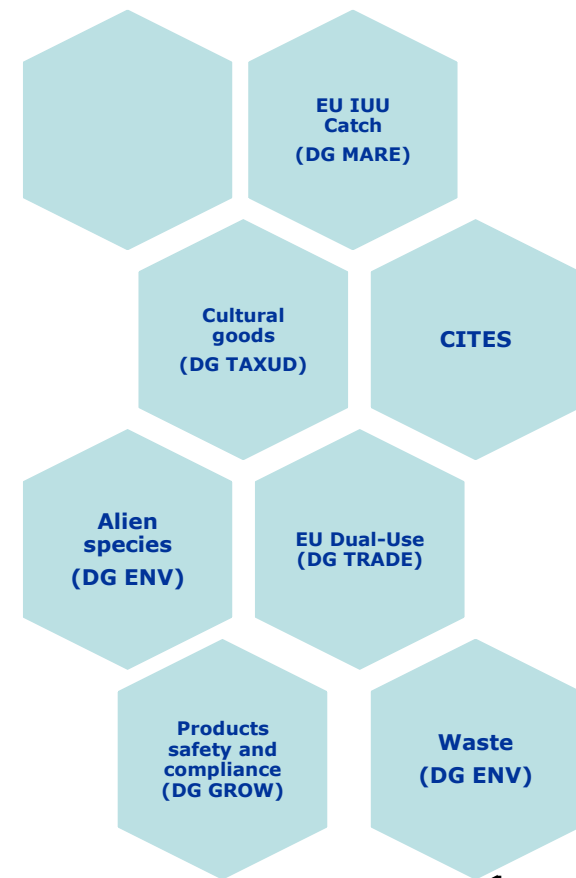 EU IUU
Catch
(DG MARE)
Cultural
goods
(DG TAXUD)
CITES
Alien
species
(DG ENV)
EU Dual-Use
(DG TRADE)
Products
safety and
compliance
(DG GROW)
Waste
(DG ENV)